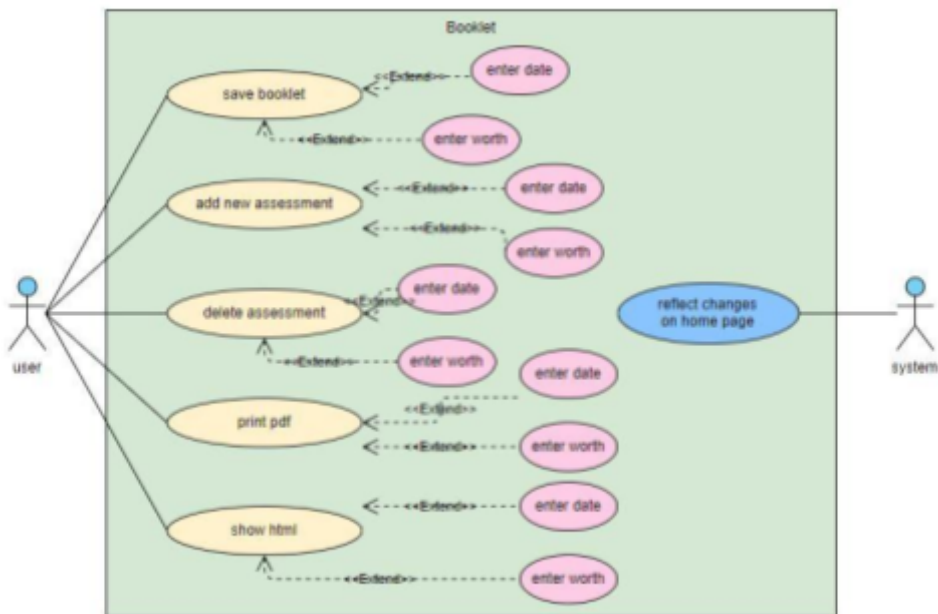 Booklet
<<Extend>>
enter date
save booklet
<<Extend>>
enter worth
<<Extend>>
enter date
add new assessment
<<Extend>>
enter worth
<<Extend>>
enter date
delete assessment
reflect changes
on home page
<<Extend>>
enter worth
user
system
enter date
<<Extend>>
print pdf
<<Extend>>
enter worth
<<Extend>>
enter date
show html
<<Extend>>
enter worth